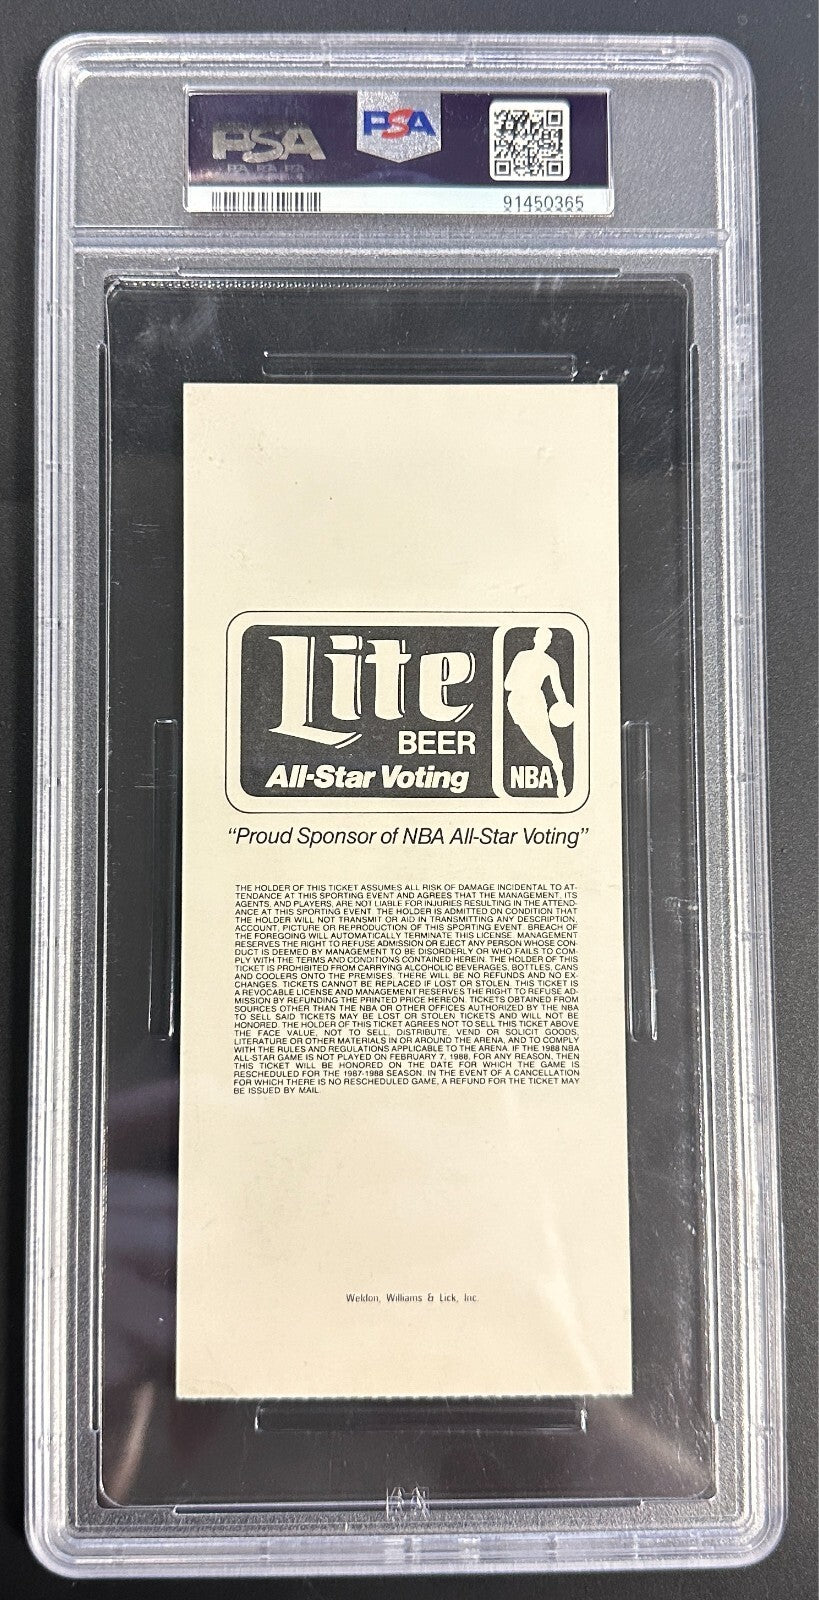 PSA
PSA
91450365
Lite
BEER
All-Star Voting
NBA
"Proud Sponsor of NBA All-Star Voting"
THE HOLDER OF THIS TICKET ASSUMES ALL RISK OF DAMAGE INCIDENTAL TO AT-
TENDANCE AT THIS SPORTING EVENT AND AGREES THAT THE MANAGEMENT, ITS
AGENTS, AND PLAYERS, ARE NOT LIABLE FOR INJURIES RESULTING IN THE ATTEND-
ANCE AT THIS SPORTING EVENT. THE HOLDER IS ADMITTED ON CONDITION THAT
THE HOLDER WILL NOT TRANSMIT OR AID IN TRANSMITTING ANY DESCRIPTION,
ACCOUNT, PICTURE OR REPRODUCTION OF THIS SPORTING EVENT. BREACH OF
THE FOREGOING WILL AUTOMATICALLY TERMINATE THIS LICENSE. MANAGEMENT
RESERVES THE RIGHT TO REFUSE ADMISSION OR EJECT ANY PERSON WHOSE CON-
DUCT IS DEEMED BY MANAGEMENT TO BE DISORDERLY OR WHO FAILS TO COM-
PLY WITH THE TERMS AND CONDITIONS CONTAINED HEREIN. THE HOLDER OF THIS
TICKET IS PROHIBITED FROM CARRYING ALCOHOLIC BEVERAGES, BOTTLES, CANS
AND COOLERS ONTO THE PREMISES. THERE WILL BE NO REFUNDS AND NO EX-
CHANGES. TICKETS CANNOT BE REPLACED IF LOST OR STOLEN. THIS TICKET IS
A REVOCABLE LICENSE AND MANAGEMENT RESERVES THE RIGHT TO REFUSE AD-
MISSION BY REFUNDING THE PRINTED PRICE HEREON. TICKETS OBTAINED FROM
SOURCES OTHER THAN THE NBA OR OTHER OFFICES AUTHORIZED BY THE NBA
TO SELL SAID TICKETS MAY BE LOST OR STOLEN TICKETS AND WILL NOT BE
HONORED. THE HOLDER OF THIS TICKET AGREES NOT TO SELL THIS TICKET ABOVE
THE FACE VALUE, NOT TO SELL, DISTRIBUTE, VEND OR SOLICIT GOODS,
LITERATURE OR OTHER MATERIALS IN OR AROUND THE ARENA, AND TO COMPLY
WITH THE RULES AND REGULATIONS APPLICABLE TO THE ARENA. IF THE 1988 NBA
ALL-STAR GAME IS NOT PLAYED ON FEBRUARY 7, 1988, FOR ANY REASON, THEN
THIS TICKET WILL BE HONORED ON THE DATE FOR WHICH THE GAME IS
RESCHEDULED FOR THE 1987-1988 SEASON. IN THE EVENT OF A CANCELLATION
FOR WHICH THERE IS NO RESCHEDULED GAME, A REFUND FOR THE TICKET MAY
BE ISSUED BY MAIL.
Weldon, Williams & Lick, Inc.